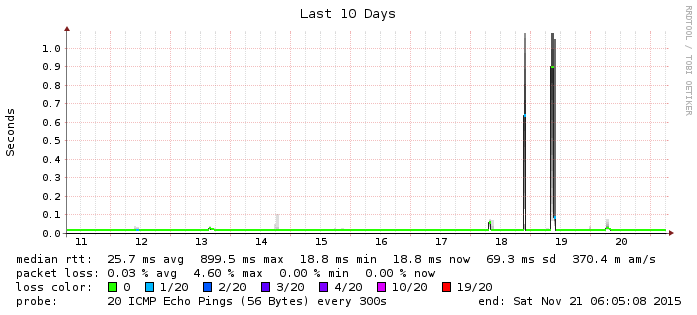 Last 10 Days
RRDTOOL / TOBI OETIKER
Seconds
1.0
0.9
0.8
0.7
0.6
0.5
0.4
0.3
0.2
0.1
0.0
11 12 13 14 15 16 17 18 19 20
median rtt: 25.7 ms avg 899.5 ms max 18.8 ms min 18.8 ms now 69.3 ms sd 370.4 m am/s
packet loss: 0.03 % avg 4.60 % max 0.00 % min 0.00 % now
loss color: 0 1/20 2/20 3/20 4/20 10/20 19/20
probe: 20 ICMP Echo Pings (56 Bytes) every 300s end: Sat Nov 21 06:05:08 2015